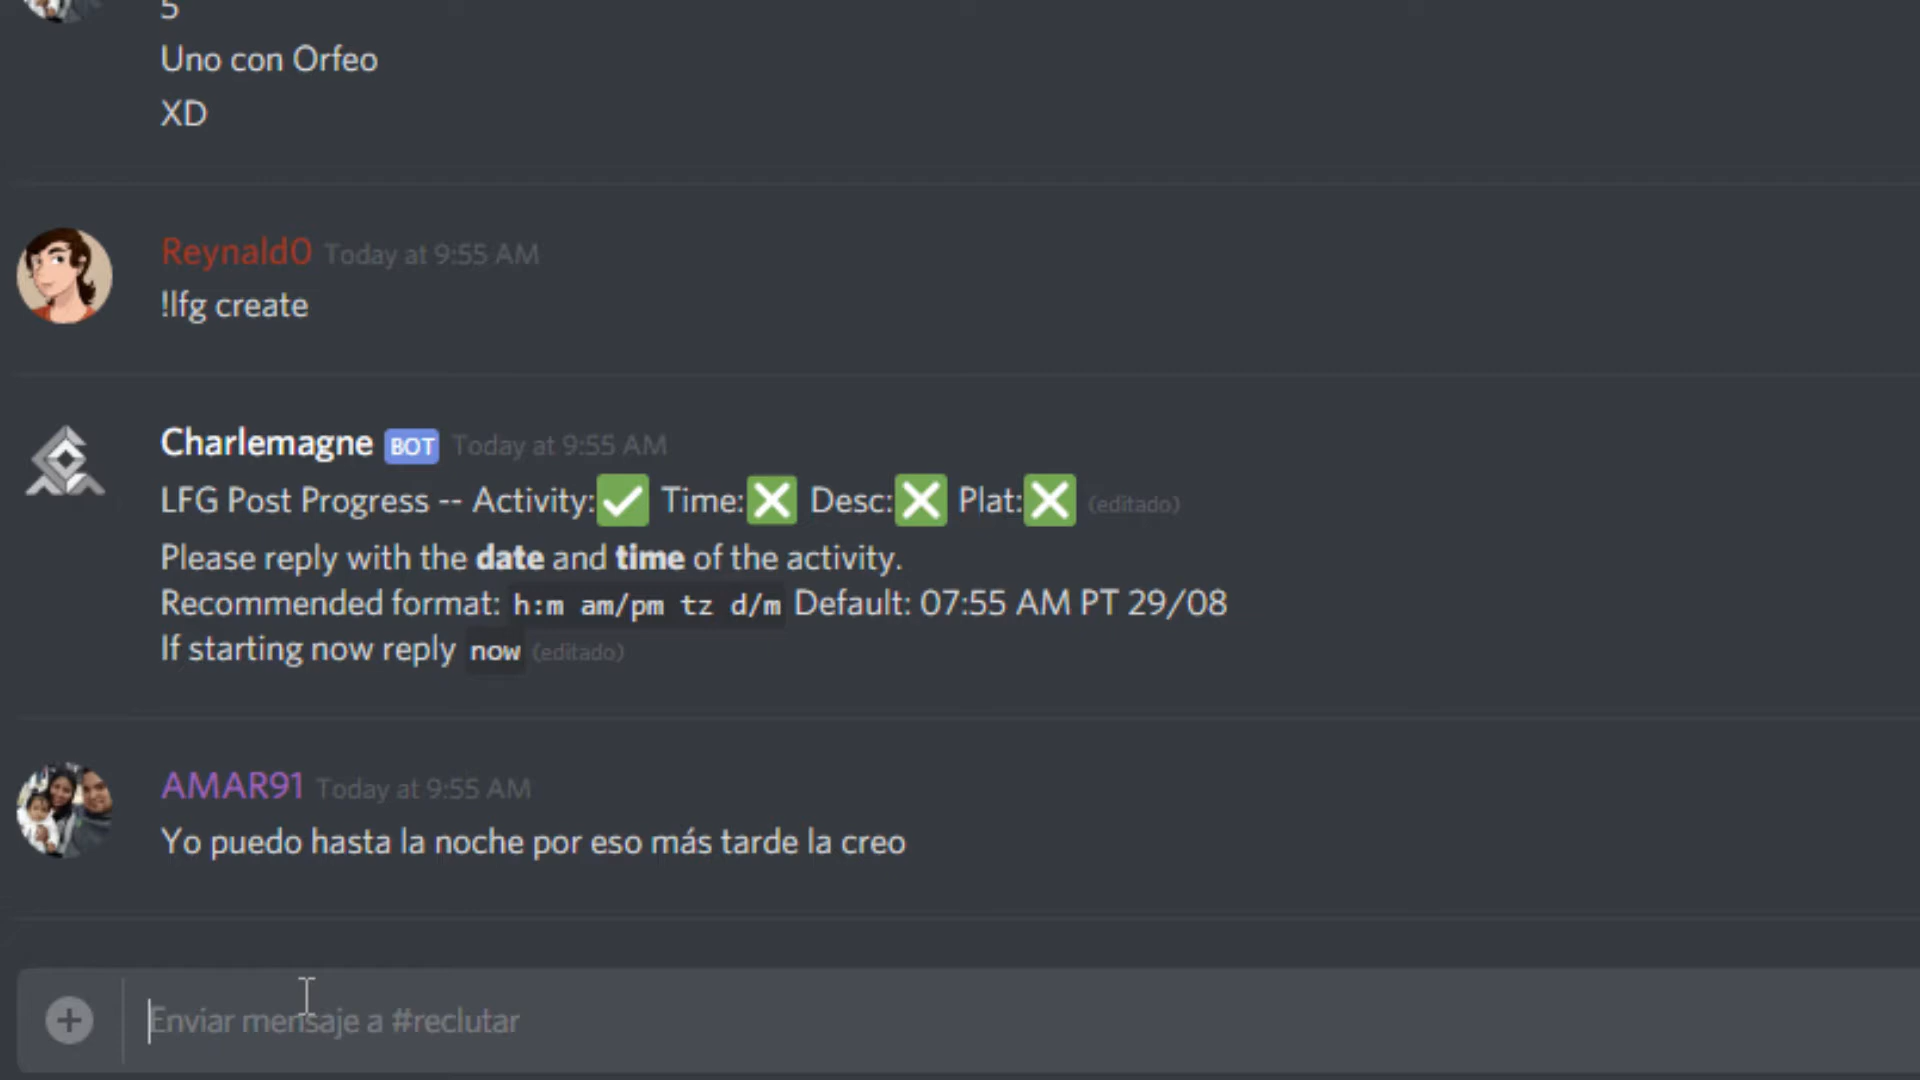 5
Uno con Orfeo
XD
Reynald0 Today at 9:55 AM
!lfg create
Charlemagne BOT Today at 9:55 AM
LFG Post Progress -- Activity:✅ Time:❎ Desc:❎ Plat:❎ (editado)
Please reply with the date and time of the activity.
Recommended format: h:m am/pm tz d/m Default: 07:55 AM PT 29/08
If starting now reply now (editado)
AMAR91 Today at 9:55 AM
Yo puedo hasta la noche por eso más tarde la creo
Enviar mensaje a #reclutar